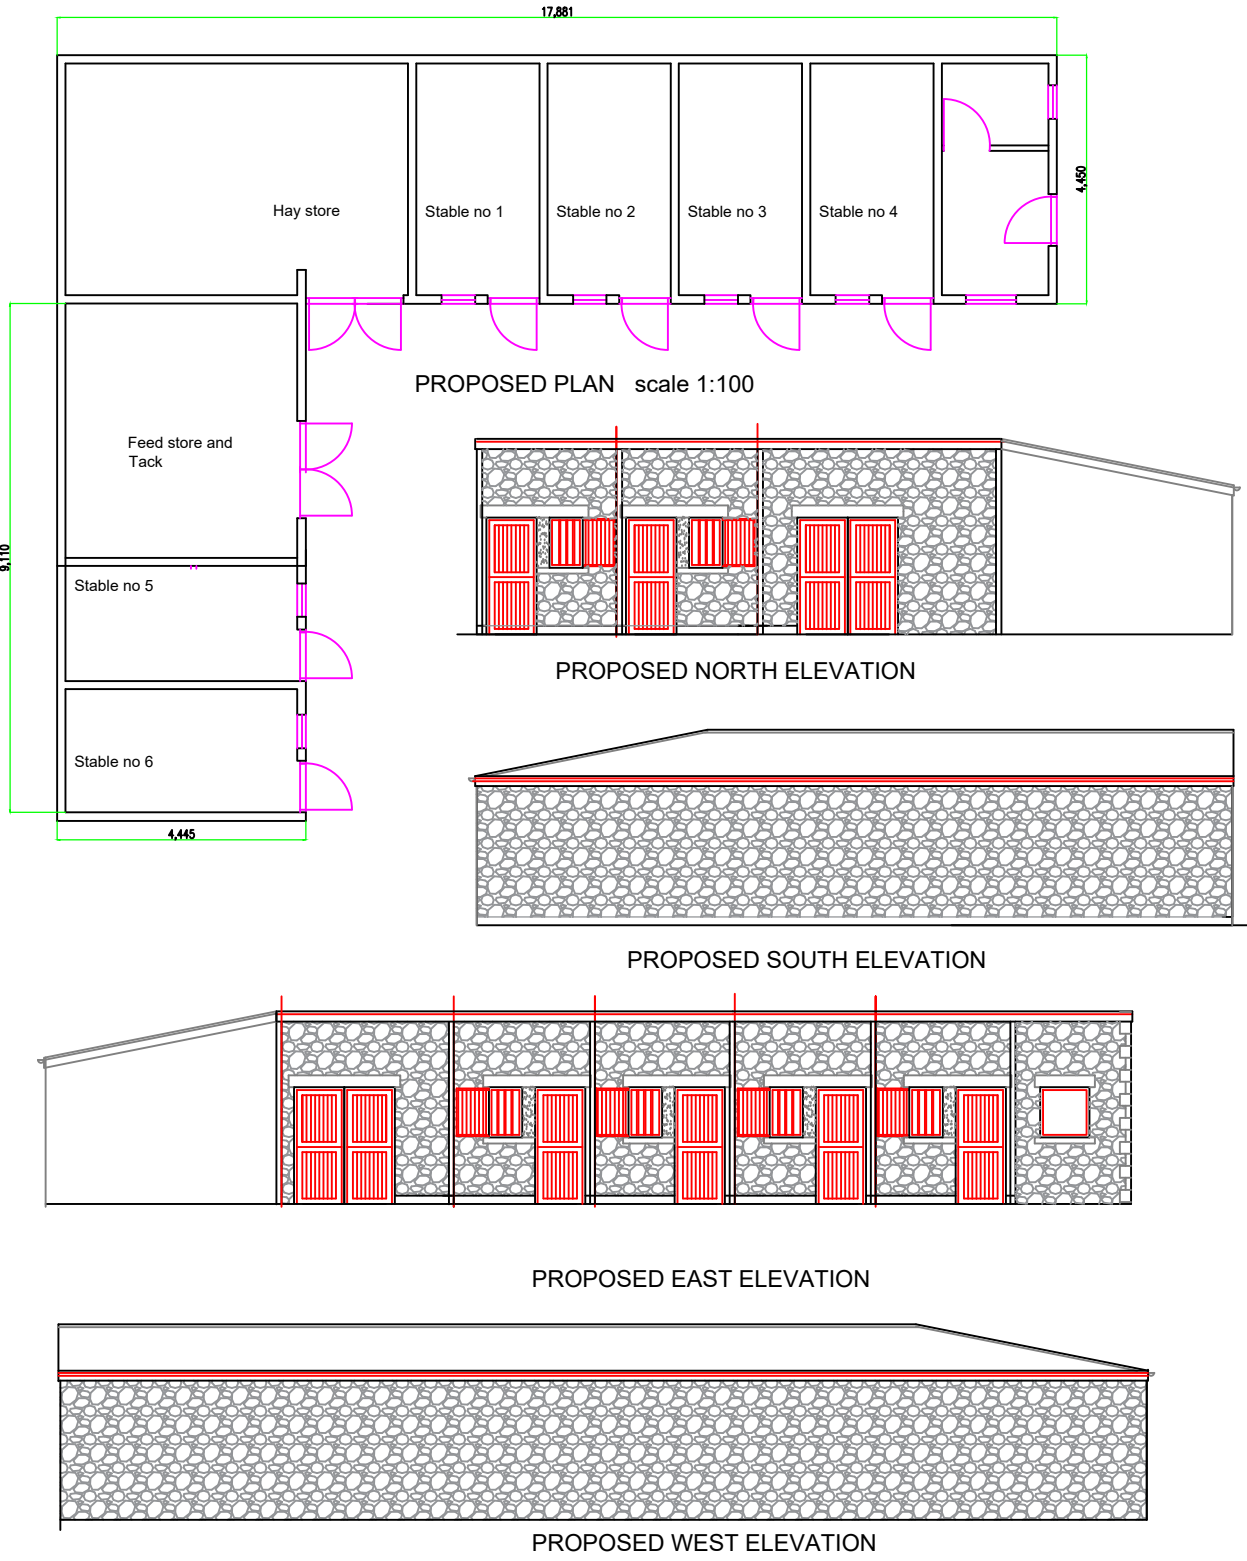 17,881
4,450
Hay store
Stable no 1
Stable no 2
Stable no 3
Stable no 4
PROPOSED PLAN scale 1:100
Feed store and
Tack
9,110
Stable no 5
Stable no 6
4,445
PROPOSED NORTH ELEVATION
PROPOSED SOUTH ELEVATION
PROPOSED EAST ELEVATION
PROPOSED WEST ELEVATION